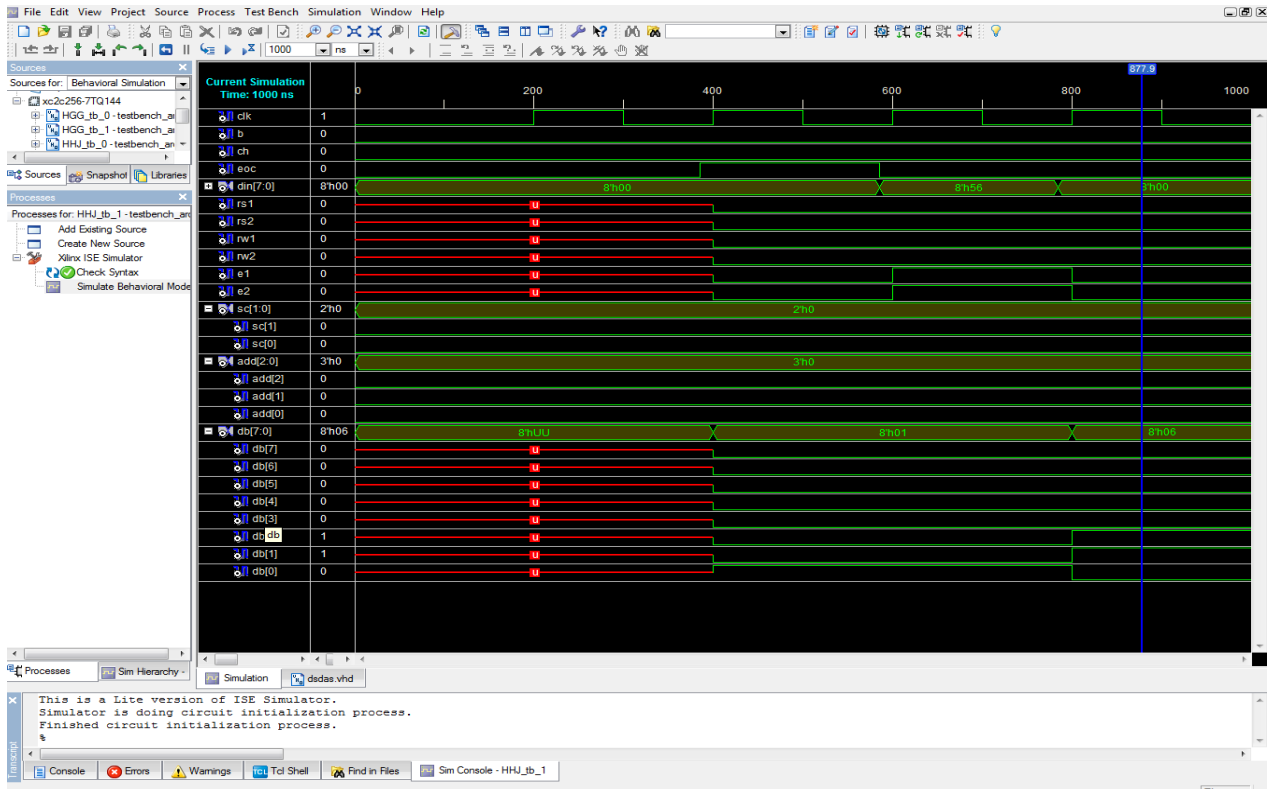 File Edit View Project Source Process Test Bench Simulation Window Help
1000 ns
Sources
Sources for: Behavioral Simulation
xc2c256-7TQ144
HGG_tb_0 - testbench_ar
HGG_tb_1 - testbench_ar
HHJ_tb_0 - testbench_arc
Sources Snapshot Libraries
Processes
Processes for: HHJ_tb_1 - testbench_arc
Add Existing Source
Create New Source
Xilinx ISE Simulator
Check Syntax
Simulate Behavioral Mode
Processes Sim Hierarchy -
877.9
Current Simulation
Time: 1000 ns
0 200 400 600 800 1000
clk 1
b 0
ch 0
eoc 0
din[7:0] 8'h00 8'h00 8'h56 8'h00
rs1 0 U
rs2 0 U
rw1 0 U
rw2 0 U
e1 0 U
e2 0 U
sc[1:0] 2'h0 2'h0
sc[1] 0
sc[0] 0
add[2:0] 3'h0 3'h0
add[2] 0
add[1] 0
add[0] 0
db[7:0] 8'h06 8'hUU 8'h01 8'h06
db[7] 0 U
db[6] 0 U
db[5] 0 U
db[4] 0 U
db[3] 0 U
db db 1 U
db[1] 1 U
db[0] 0 U
Simulation dsdas.vhd
This is a Lite version of ISE Simulator.
Simulator is doing circuit initialization process.
Finished circuit initialization process.
%
Transcript
Console Errors Warnings Tcl Shell Find in Files Sim Console - HHJ_tb_1